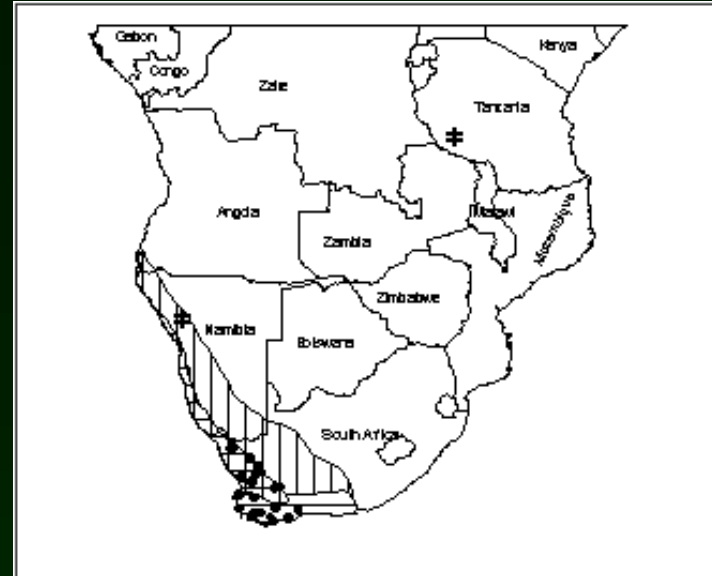 Gabon
Kenya
Congo
Zaire
Tanzania
Angola
Malawi
Mozambique
Zambia
Zimbabwe
Namibia
Botswana
South Africa